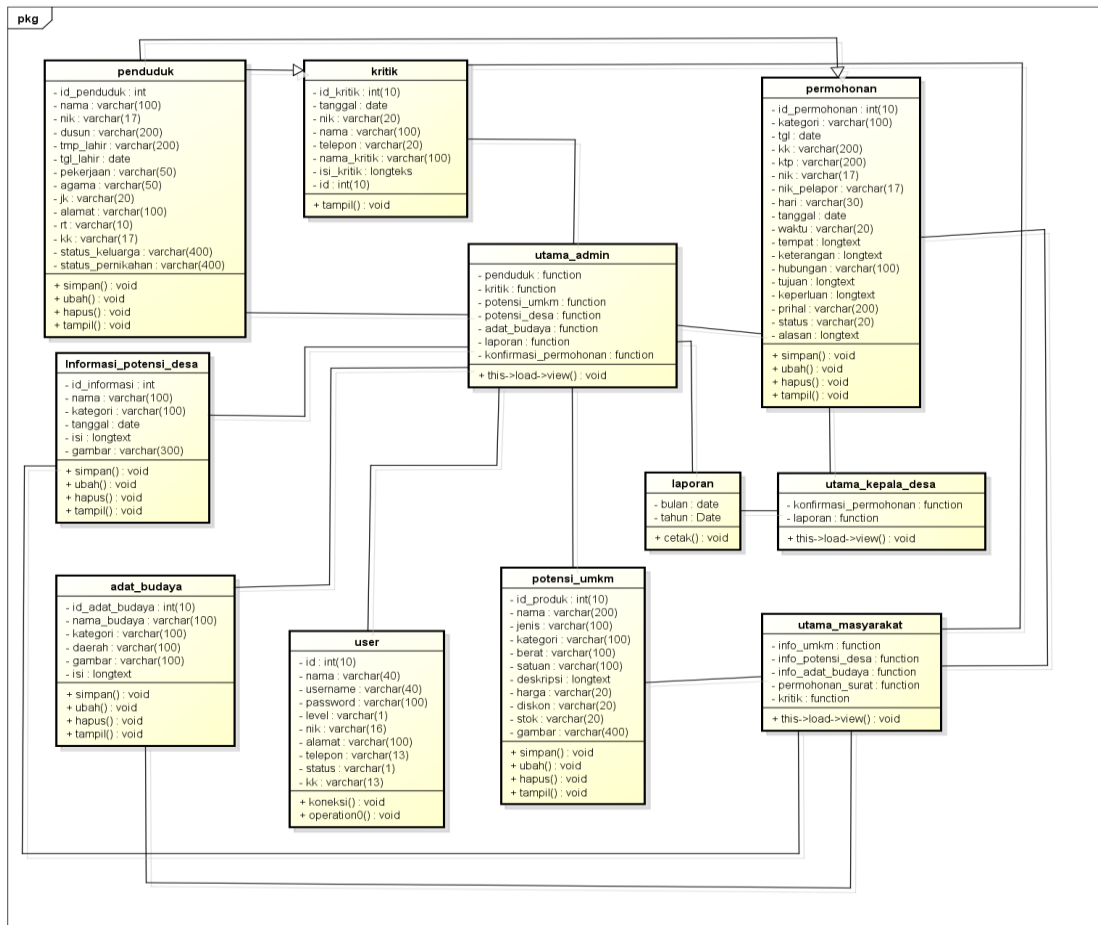 pkg
penduduk
- id_penduduk : int
- nama : varchar(100)
- nik : varchar(17)
- dusun : varchar(200)
- tmp_lahir : varchar(200)
- tgl_lahir : date
- pekerjaan : varchar(50)
- agama : varchar(50)
- jk : varchar(20)
- alamat : varchar(100)
- rt : varchar(10)
- kk : varchar(17)
- status_keluarga : varchar(400)
- status_pernikahan : varchar(400)
+ simpan() : void
+ ubah() : void
+ hapus() : void
+ tampil() : void
kritik
- id_kritik : int(10)
- tanggal : date
- nik : varchar(20)
- nama : varchar(100)
- telepon : varchar(20)
- nama_kritik : varchar(100)
- isi_kritik : longteks
- id : int(10)
+ tampil() : void
permohonan
- id_permohonan : int(10)
- kategori : varchar(100)
- tgl : date
- kk : varchar(200)
- ktp : varchar(200)
- nik : varchar(17)
- nik_pelapor : varchar(17)
- hari : varchar(30)
- tanggal : date
- waktu : varchar(20)
- tempat : longtext
- keterangan : longtext
- hubungan : varchar(100)
- tujuan : longtext
- keperluan : longtext
- prihal : varchar(200)
- status : varchar(20)
- alasan : longtext
+ simpan() : void
+ ubah() : void
+ hapus() : void
+ tampil() : void
utama_admin
- penduduk : function
- kritik : function
- potensi_umkm : function
- potensi_desa : function
- adat_budaya : function
- laporan : function
- konfirmasi_permohonan : function
+ this->load->view() : void
Informasi_potensi_desa
- id_informasi : int
- nama : varchar(100)
- kategori : varchar(100)
- tanggal : date
- isi : longtext
- gambar : varchar(300)
+ simpan() : void
+ ubah() : void
+ hapus() : void
+ tampil() : void
laporan
- bulan : date
- tahun : Date
+ cetak() : void
utama_kepala_desa
- konfirmasi_permohonan : function
- laporan : function
+ this->load->view() : void
adat_budaya
- id_adat_budaya : int(10)
- nama_budaya : varchar(100)
- kategori : varchar(100)
- daerah : varchar(100)
- gambar : varchar(100)
- isi : longtext
+ simpan() : void
+ ubah() : void
+ hapus() : void
+ tampil() : void
user
- id : int(10)
- nama : varchar(40)
- username : varchar(40)
- password : varchar(100)
- level : varchar(1)
- nik : varchar(16)
- alamat : varchar(100)
- telepon : varchar(13)
- status : varchar(1)
- kk : varchar(13)
+ koneksi() : void
+ operation0() : void
potensi_umkm
- id_produk : int(10)
- nama : varchar(200)
- jenis : varchar(100)
- kategori : varchar(100)
- berat : varchar(100)
- satuan : varchar(100)
- deskripsi : longtext
- harga : varchar(20)
- diskon : varchar(20)
- stok : varchar(20)
- gambar : varchar(400)
+ simpan() : void
+ ubah() : void
+ hapus() : void
+ tampil() : void
utama_masyarakat
- info_umkm : function
- info_potensi_desa : function
- info_adat_budaya : function
- permohonan_surat : function
- kritik : function
+ this->load->view() : void